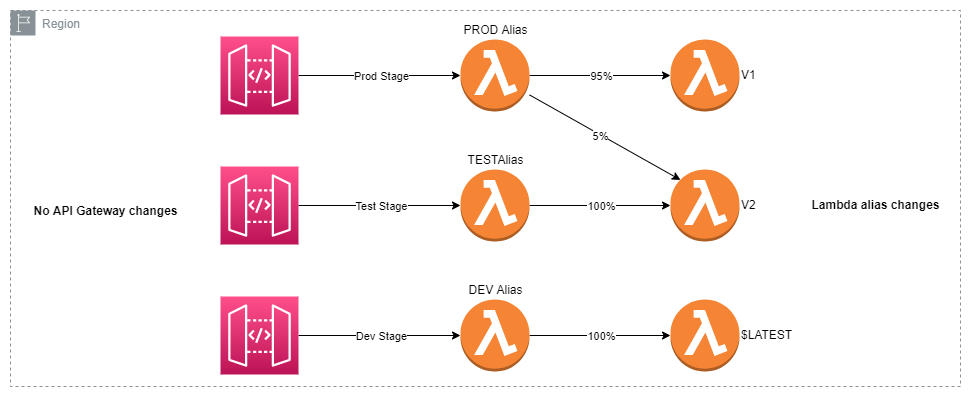 Region
PROD Alias
</>
Prod Stage
95%
V1
5%
TESTAlias
No API Gateway changes
</>
Test Stage
100%
V2
Lambda alias changes
DEV Alias
</>
Dev Stage
100%
$LATEST